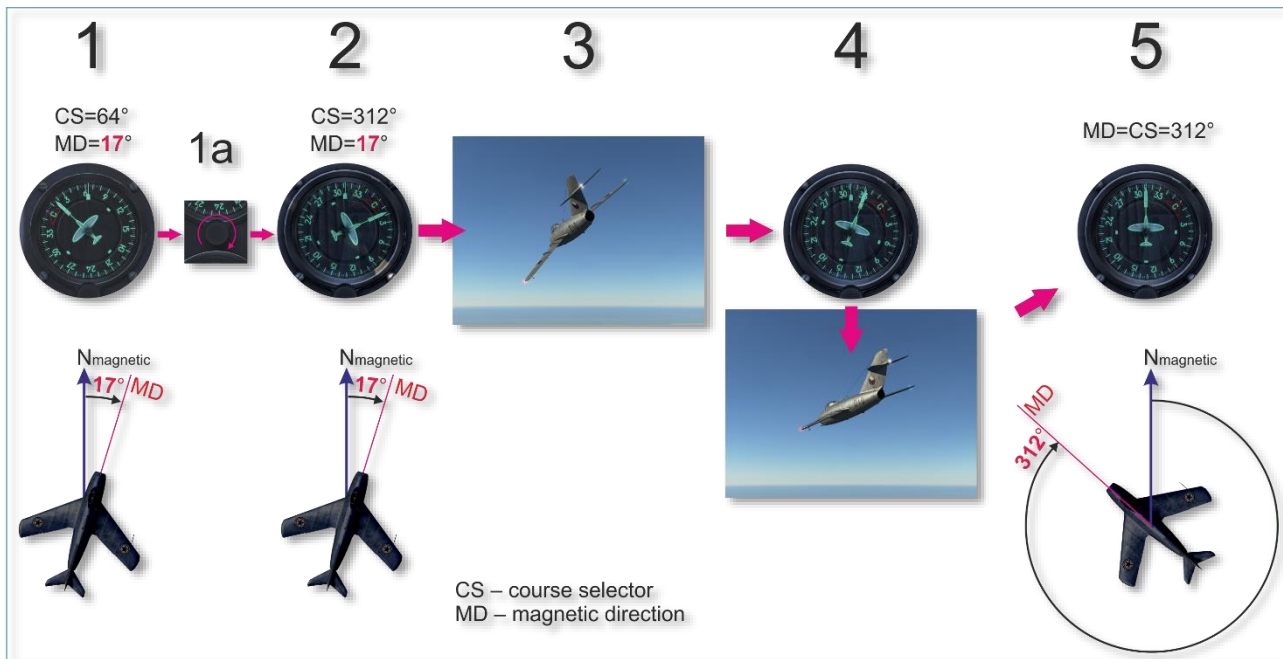 1
2
3
4
5
CS=64°
MD=17°
1a
CS=312°
MD=17°
MD=CS=312°
Nmagnetic
17°
MD
Nmagnetic
17°
MD
Nmagnetic
MD
312°
CS – course selector
MD – magnetic direction